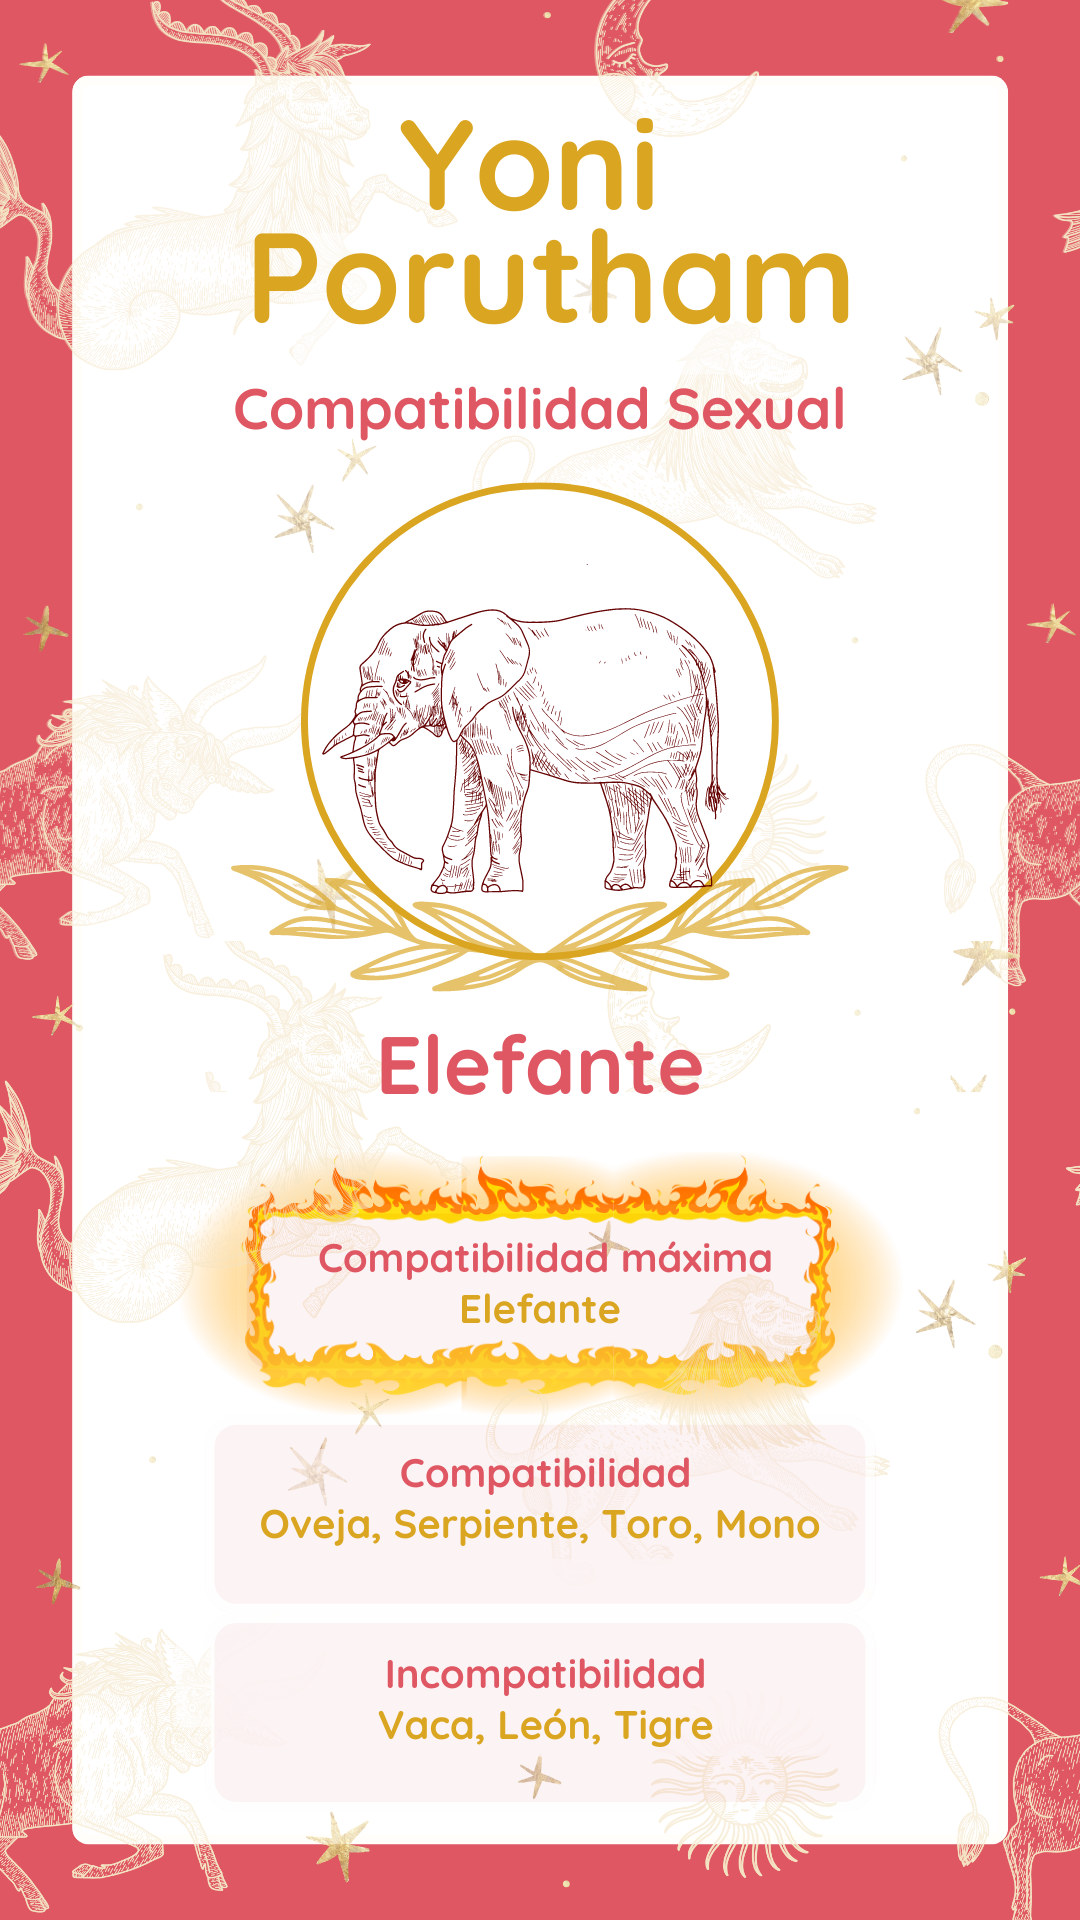 Yoni
Porutham
Compatibilidad Sexual
Elefante
Compatibilidad máxima
Elefante
Compatibilidad
Oveja, Serpiente, Toro, Mono
Incompatibilidad
Vaca, León, Tigre